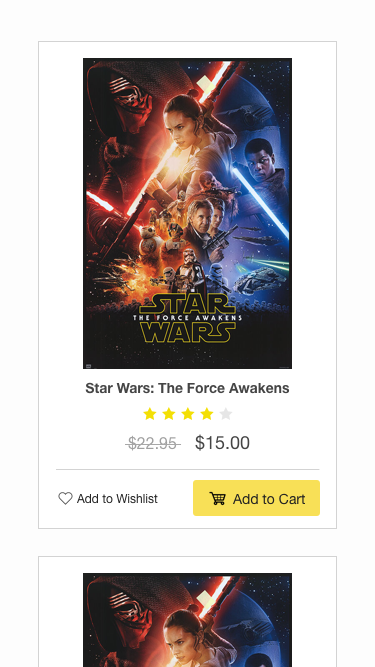 STAR
THE FORCE AWAKENS
WARS
Star Wars: The Force Awakens
$22.95 $15.00
Add to Wishlist
Add to Cart